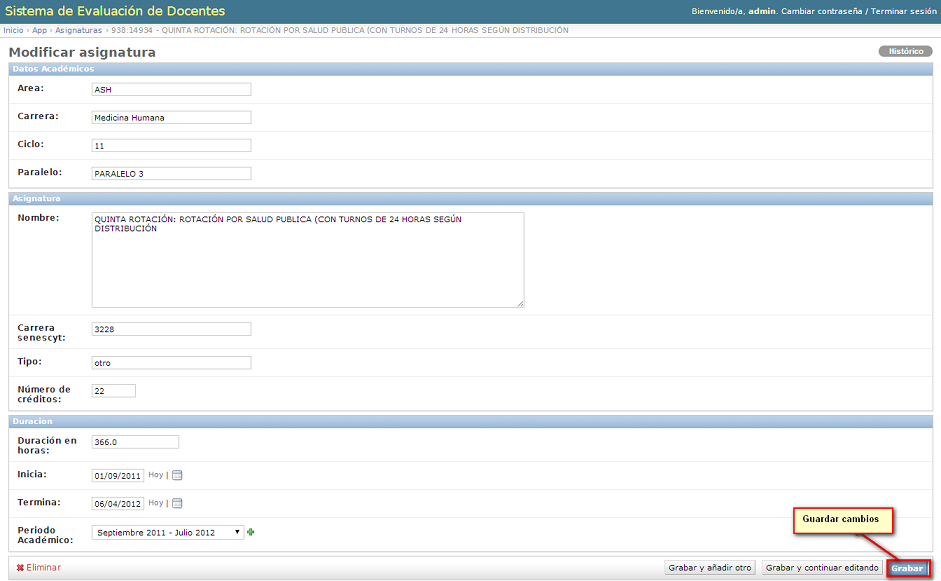 Sistema de Evaluación de Docentes
Bienvenido/a, admin. Cambiar contraseña / Terminar sesión
Inicio › App › Asignaturas › 938:14934 - QUINTA ROTACIÓN: ROTACIÓN POR SALUD PUBLICA (CON TURNOS DE 24 HORAS SEGÚN DISTRIBUCIÓN
Modificar asignatura
Histórico
Datos Académicos
Area: ASH
Carrera: Medicina Humana
Ciclo: 11
Paralelo: PARALELO 3
Asignatura
Nombre: QUINTA ROTACIÓN: ROTACIÓN POR SALUD PUBLICA (CON TURNOS DE 24 HORAS SEGÚN
DISTRIBUCIÓN
Carrera
senescyt: 3228
Tipo: otro
Número de
créditos: 22
Duracion
Duración en
horas: 366.0
Inicia: 01/09/2011 Hoy |
Termina: 06/04/2012 Hoy |
Periodo
Académico: Septiembre 2011 - Julio 2012
Guardar cambios
Eliminar
Grabar y añadir otro
Grabar y continuar editando
Grabar